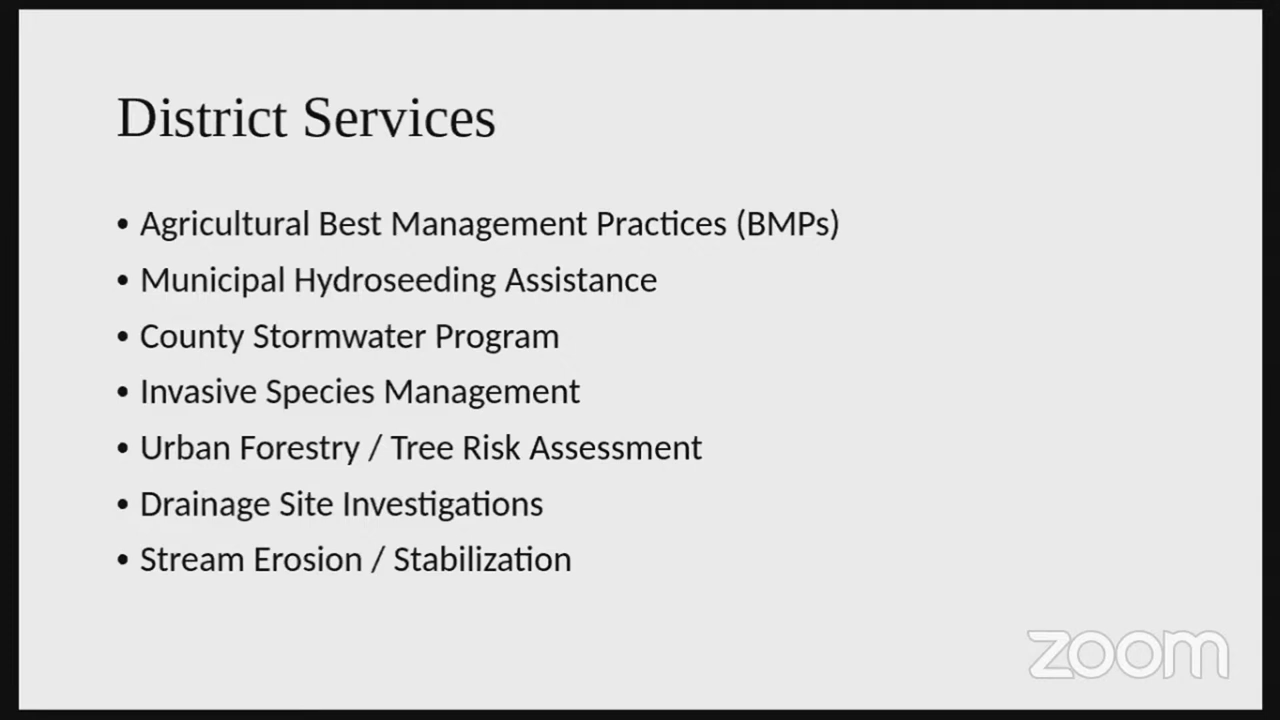 District Services
• Agricultural Best Management Practices (BMPs)
• Municipal Hydroseeding Assistance
• County Stormwater Program
• Invasive Species Management
• Urban Forestry / Tree Risk Assessment
• Drainage Site Investigations
• Stream Erosion / Stabilization
zoom